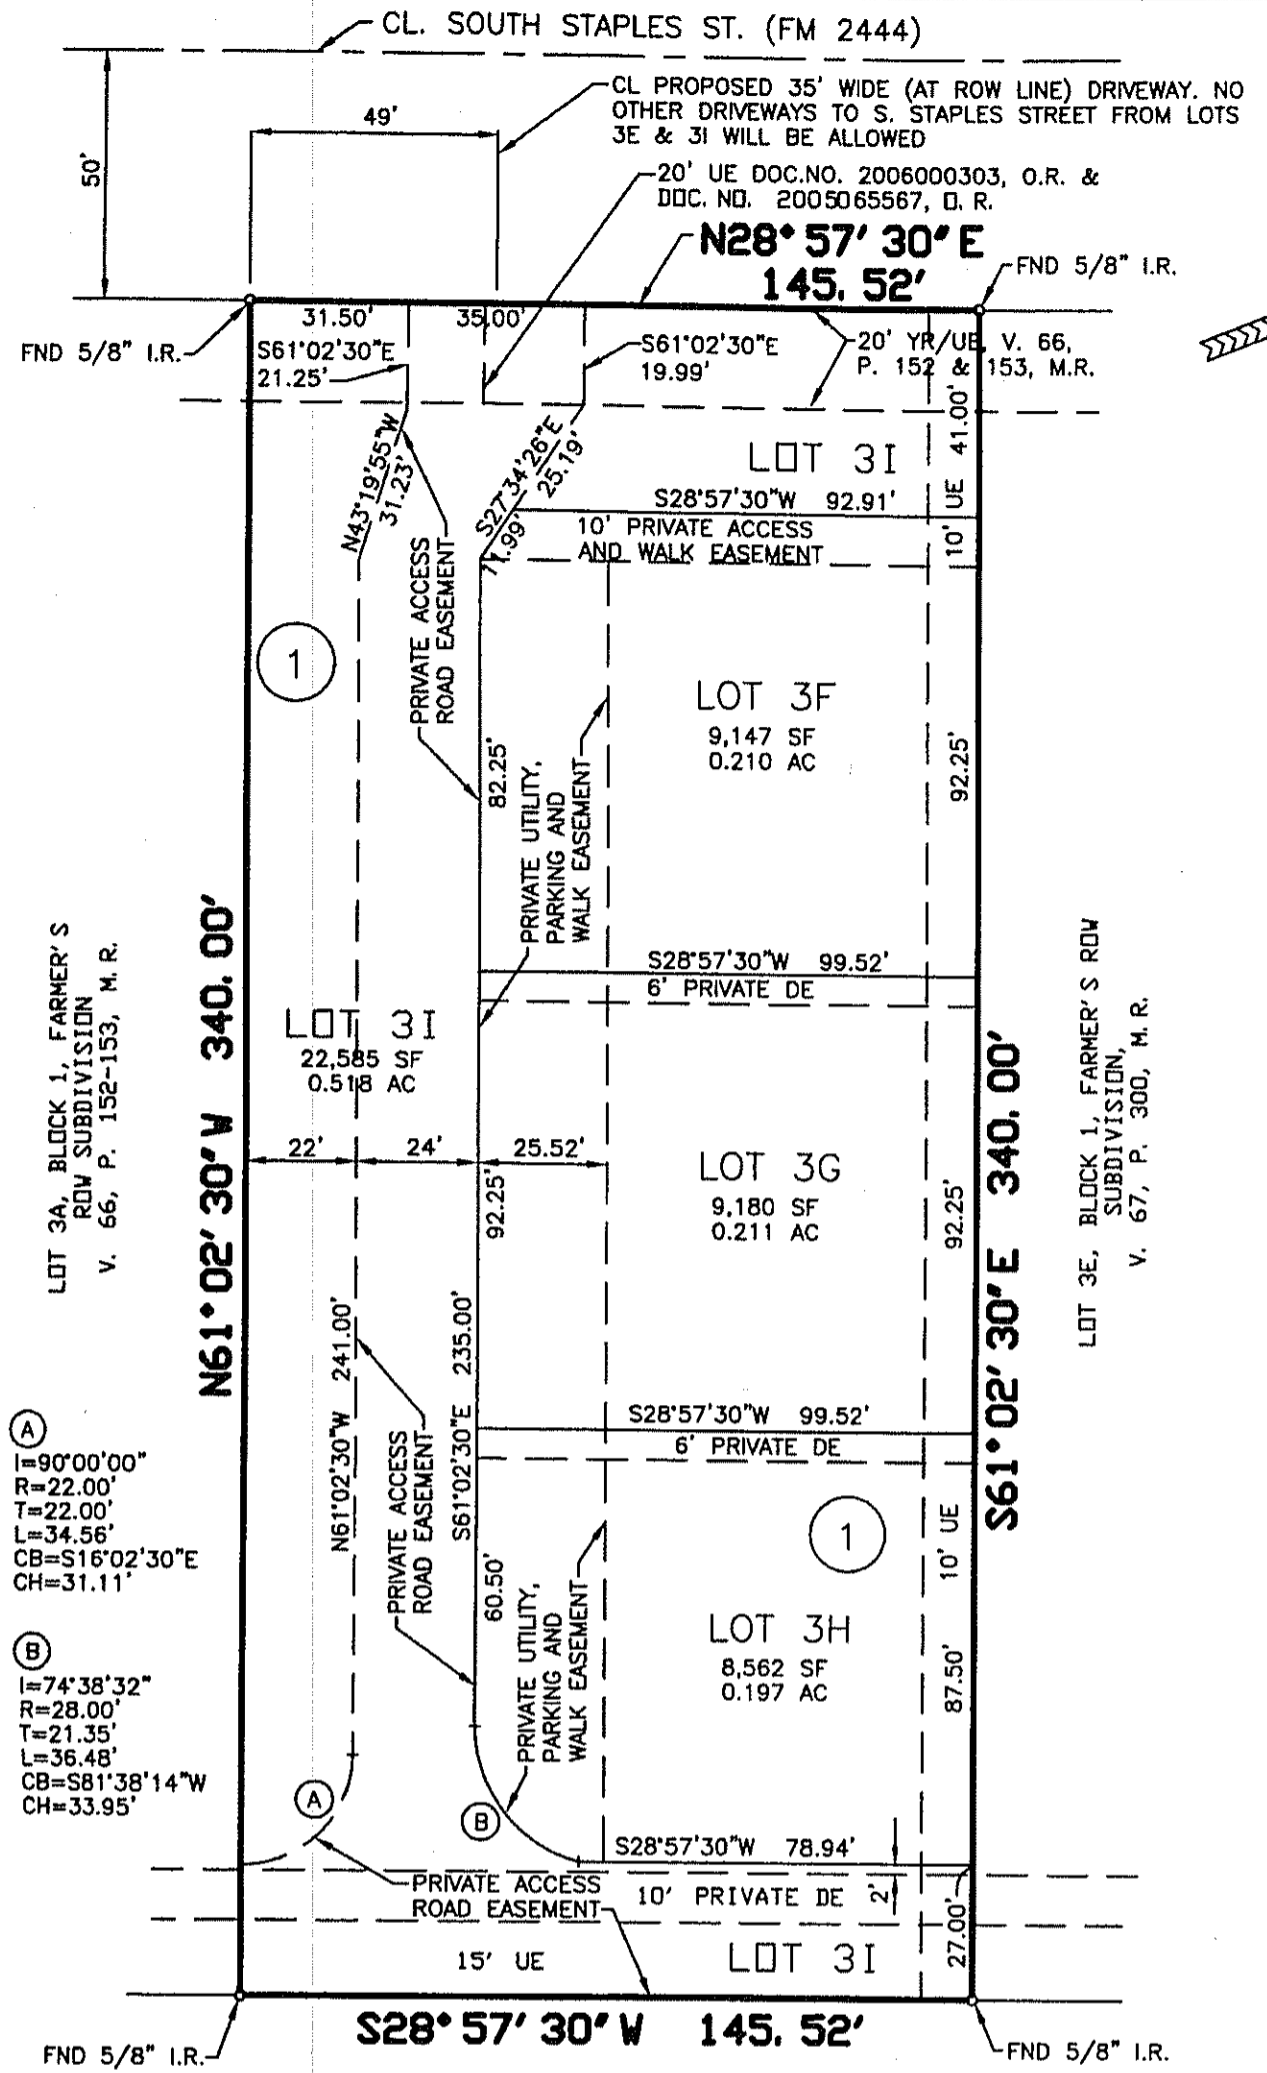 CL. SOUTH STAPLES ST. (FM 2444)
CL PROPOSED 35' WIDE (AT ROW LINE) DRIVEWAY. NO
OTHER DRIVEWAYS TO S. STAPLES STREET FROM LOTS
3E & 3I WILL BE ALLOWED
49'
50'
20' UE DOC.NO. 2006000303, O.R. &
DOC. NO. 2005065567, O. R.
N28°57'30"E
145.52'
FND 5/8" I.R.
FND 5/8" I.R.
31.50'
35.00'
S61°02'30"E
21.25'
S61°02'30"E
19.99'
20' YR/UE, V. 66,
P. 152 & 153, M.R.
N43°19'55"W
31.23'
S27°34'26"E
25.19'
11.99'
LOT 3I
41.00'
10' UE
S28°57'30"W 92.91'
10' PRIVATE ACCESS
AND WALK EASEMENT
PRIVATE ACCESS
ROAD EASEMENT
1
LOT 3F
9,147 SF
0.210 AC
82.25'
92.25'
PRIVATE UTILITY,
PARKING AND
WALK EASEMENT
S28°57'30"W 99.52'
6' PRIVATE DE
LOT 3A, BLOCK 1, FARMER'S
ROW SUBDIVISION
V. 66, P. 152-153, M.R.
N61°02'30"W 340.00'
LOT 3I
22,585 SF
0.518 AC
22'
24'
25.52'
LOT 3G
9,180 SF
0.211 AC
92.25'
92.25'
S61°02'30"E 340.00'
LOT 3E, BLOCK 1, FARMER'S ROW
SUBDIVISION,
V. 67, P. 300, M.R.
N61°02'30"W 241.00'
S61°02'30"E 235.00'
PRIVATE ACCESS
ROAD EASEMENT
S28°57'30"W 99.52'
6' PRIVATE DE
A
I=90°00'00"
R=22.00'
T=22.00'
L=34.56'
CB=S16°02'30"E
CH=31.11'
B
I=74°38'32"
R=28.00'
T=21.35'
L=36.48'
CB=S81°38'14"W
CH=33.95'
60.50'
PRIVATE UTILITY,
PARKING AND
WALK EASEMENT
1
10' UE
LOT 3H
8,562 SF
0.197 AC
87.50'
A
B
S28°57'30"W 78.94'
PRIVATE ACCESS
ROAD EASEMENT
10' PRIVATE DE
2'
27.00'
15' UE
LOT 3I
S28°57'30"W 145.52'
FND 5/8" I.R.
FND 5/8" I.R.